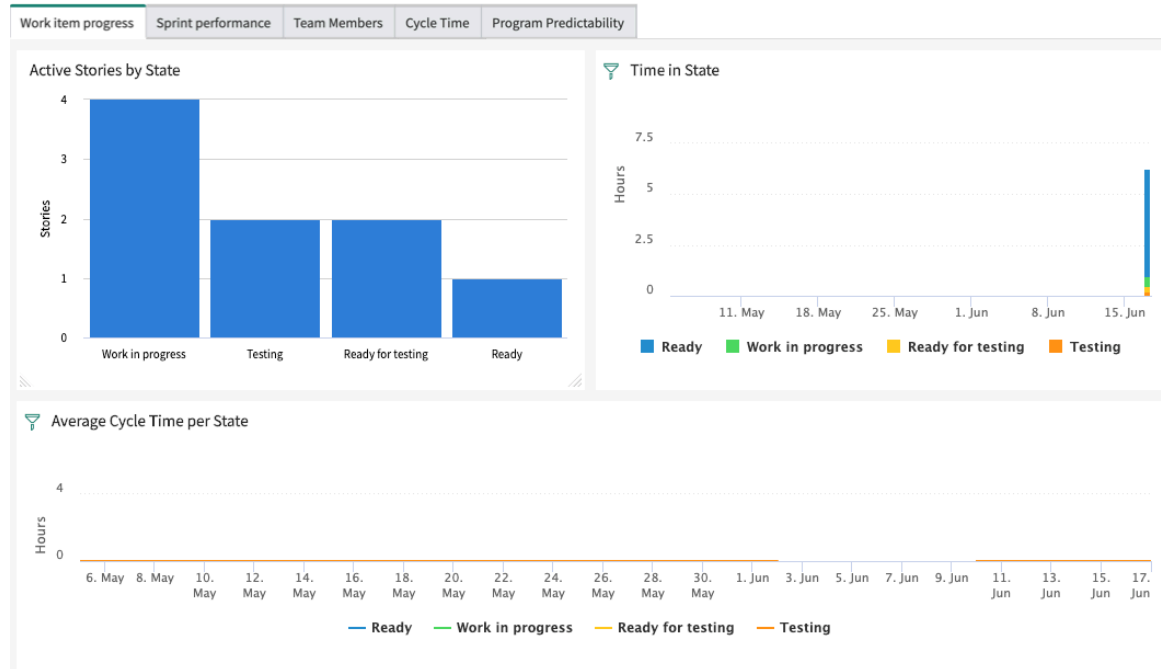 Work item progress Sprint performance Team Members Cycle Time Program Predictability
Active Stories by State
4
3
2
1
0
Stories
Work in progress Testing Ready for testing Ready
Time in State
7.5
5
2.5
0
Hours
11. May 18. May 25. May 1. Jun 8. Jun 15. Jun
Ready Work in progress Ready for testing Testing
Average Cycle Time per State
4
0
Hours
6. May 8. May 10. May 12. May 14. May 16. May 18. May 20. May 22. May 24. May 26. May 28. May 30. May 1. Jun 3. Jun 5. Jun 7. Jun 9. Jun 11. Jun 13. Jun 15. Jun 17. Jun
Ready Work in progress Ready for testing Testing